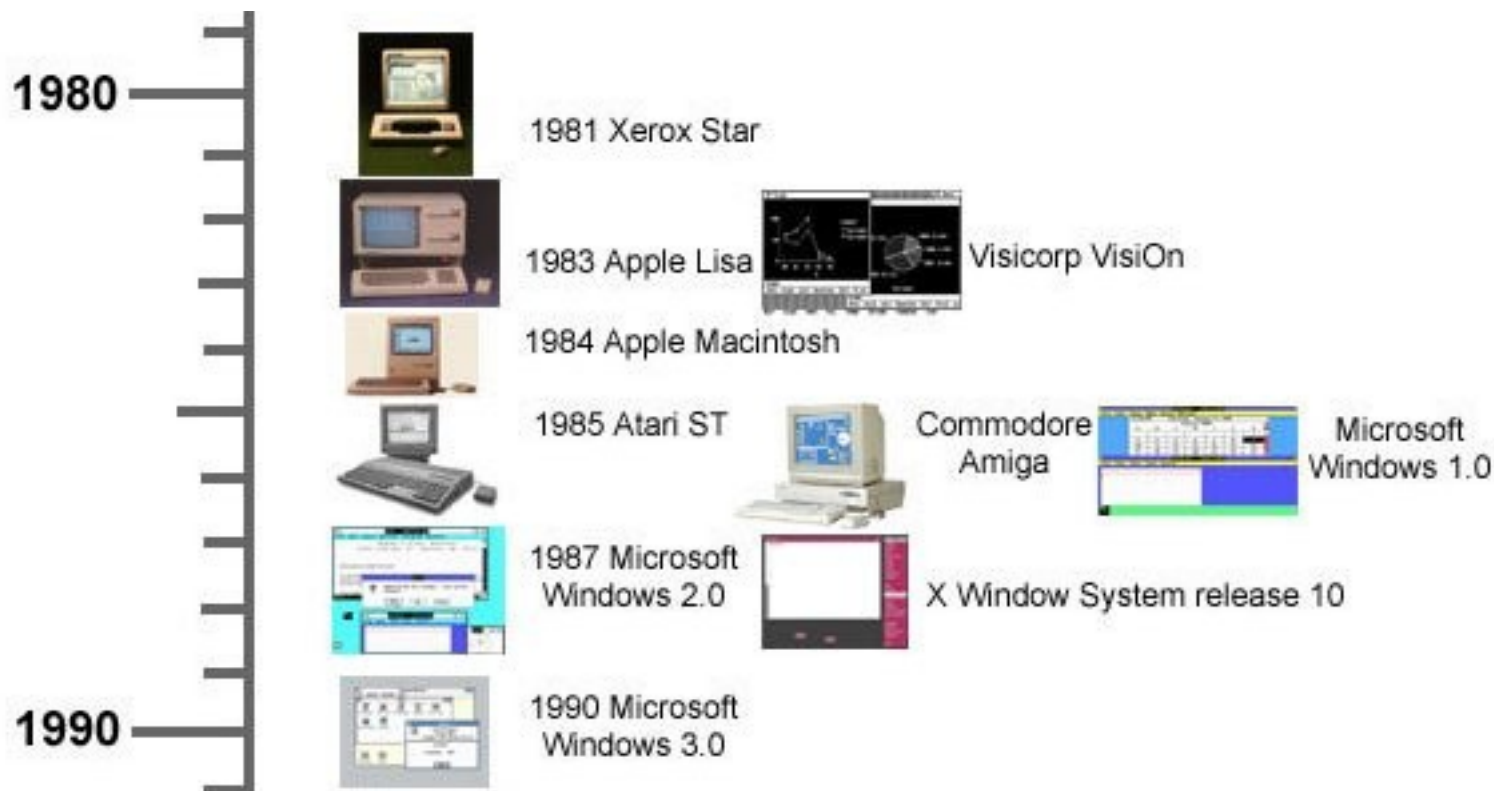 1980
1981 Xerox Star
1983 Apple Lisa
Visicorp VisiOn
1984 Apple Macintosh
1985 Atari ST
Commodore
Amiga
Microsoft
Windows 1.0
1987 Microsoft
Windows 2.0
X Window System release 10
1990
1990 Microsoft
Windows 3.0